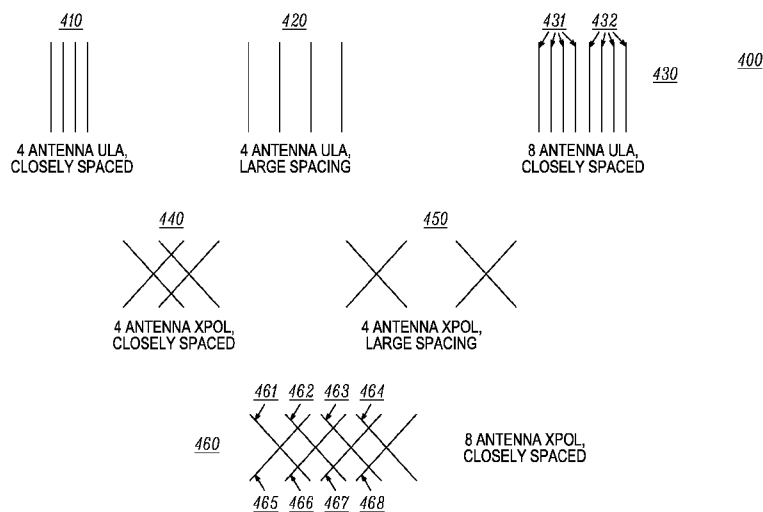 410
420
431 432
430
400
4 ANTENNA ULA,
CLOSELY SPACED
4 ANTENNA ULA,
LARGE SPACING
8 ANTENNA ULA,
CLOSELY SPACED
440
450
4 ANTENNA XPOL,
CLOSELY SPACED
4 ANTENNA XPOL,
LARGE SPACING
461 462 463 464
460
8 ANTENNA XPOL,
CLOSELY SPACED
465 466 467 468